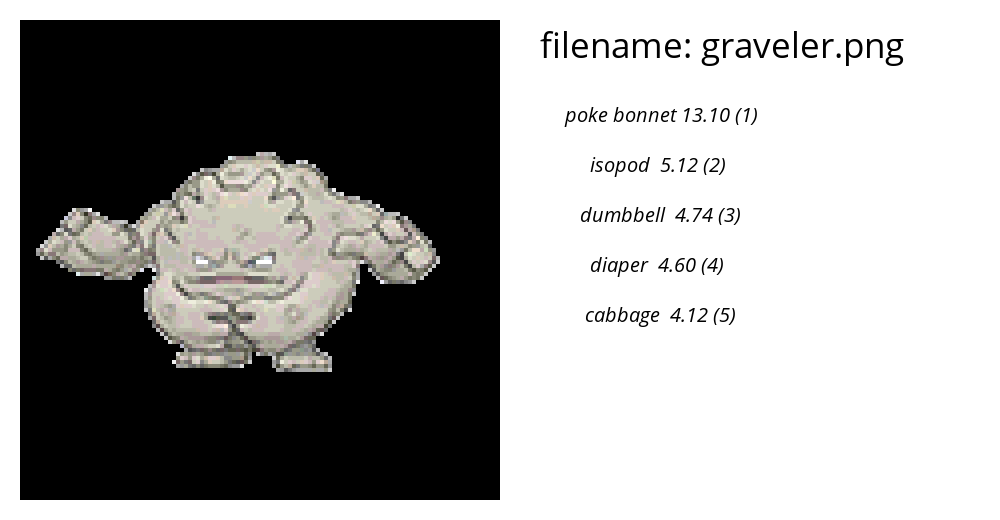 filename: graveler.png
poke bonnet 13.10 (1)
isopod 5.12 (2)
dumbbell 4.74 (3)
diaper 4.60 (4)
cabbage 4.12 (5)